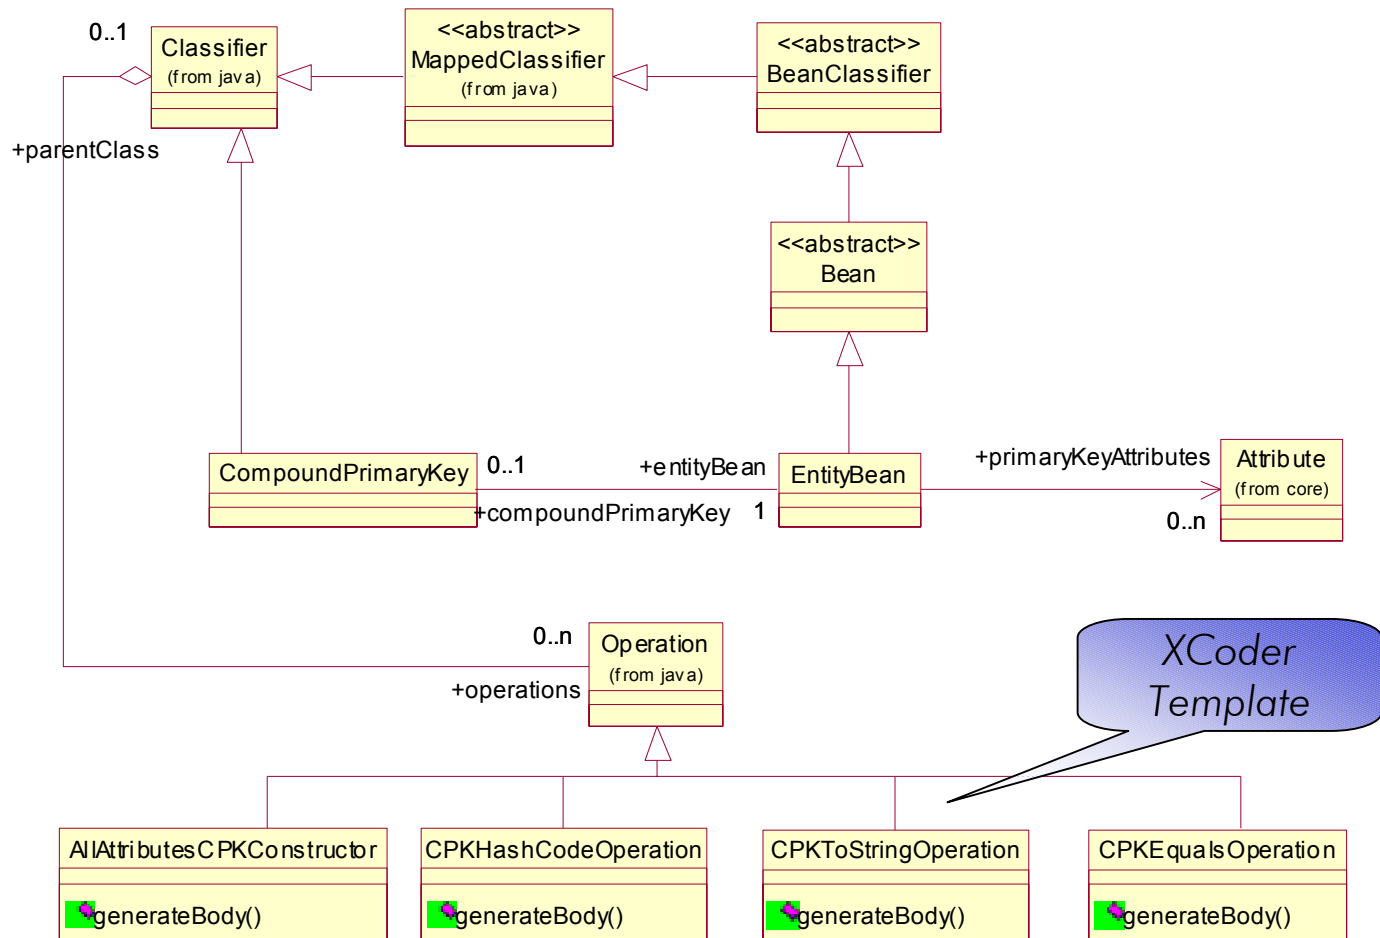 0..1
Classifier
(from java)
<<abstract>>
MappedClassifier
(from java)
<<abstract>>
BeanClassifier
+parentClass
<<abstract>>
Bean
CompoundPrimaryKey
0..1
+compoundPrimaryKey
+entityBean
1
EntityBean
+primaryKeyAttributes
0..n
Attribute
(from core)
0..n
+operations
Operation
(from java)
XCoder
Template
AllAttributesCPKConstructor
generateBody()
CPKHashCodeOperation
generateBody()
CPKToStringOperation
generateBody()
CPKEqualsOperation
generateBody()